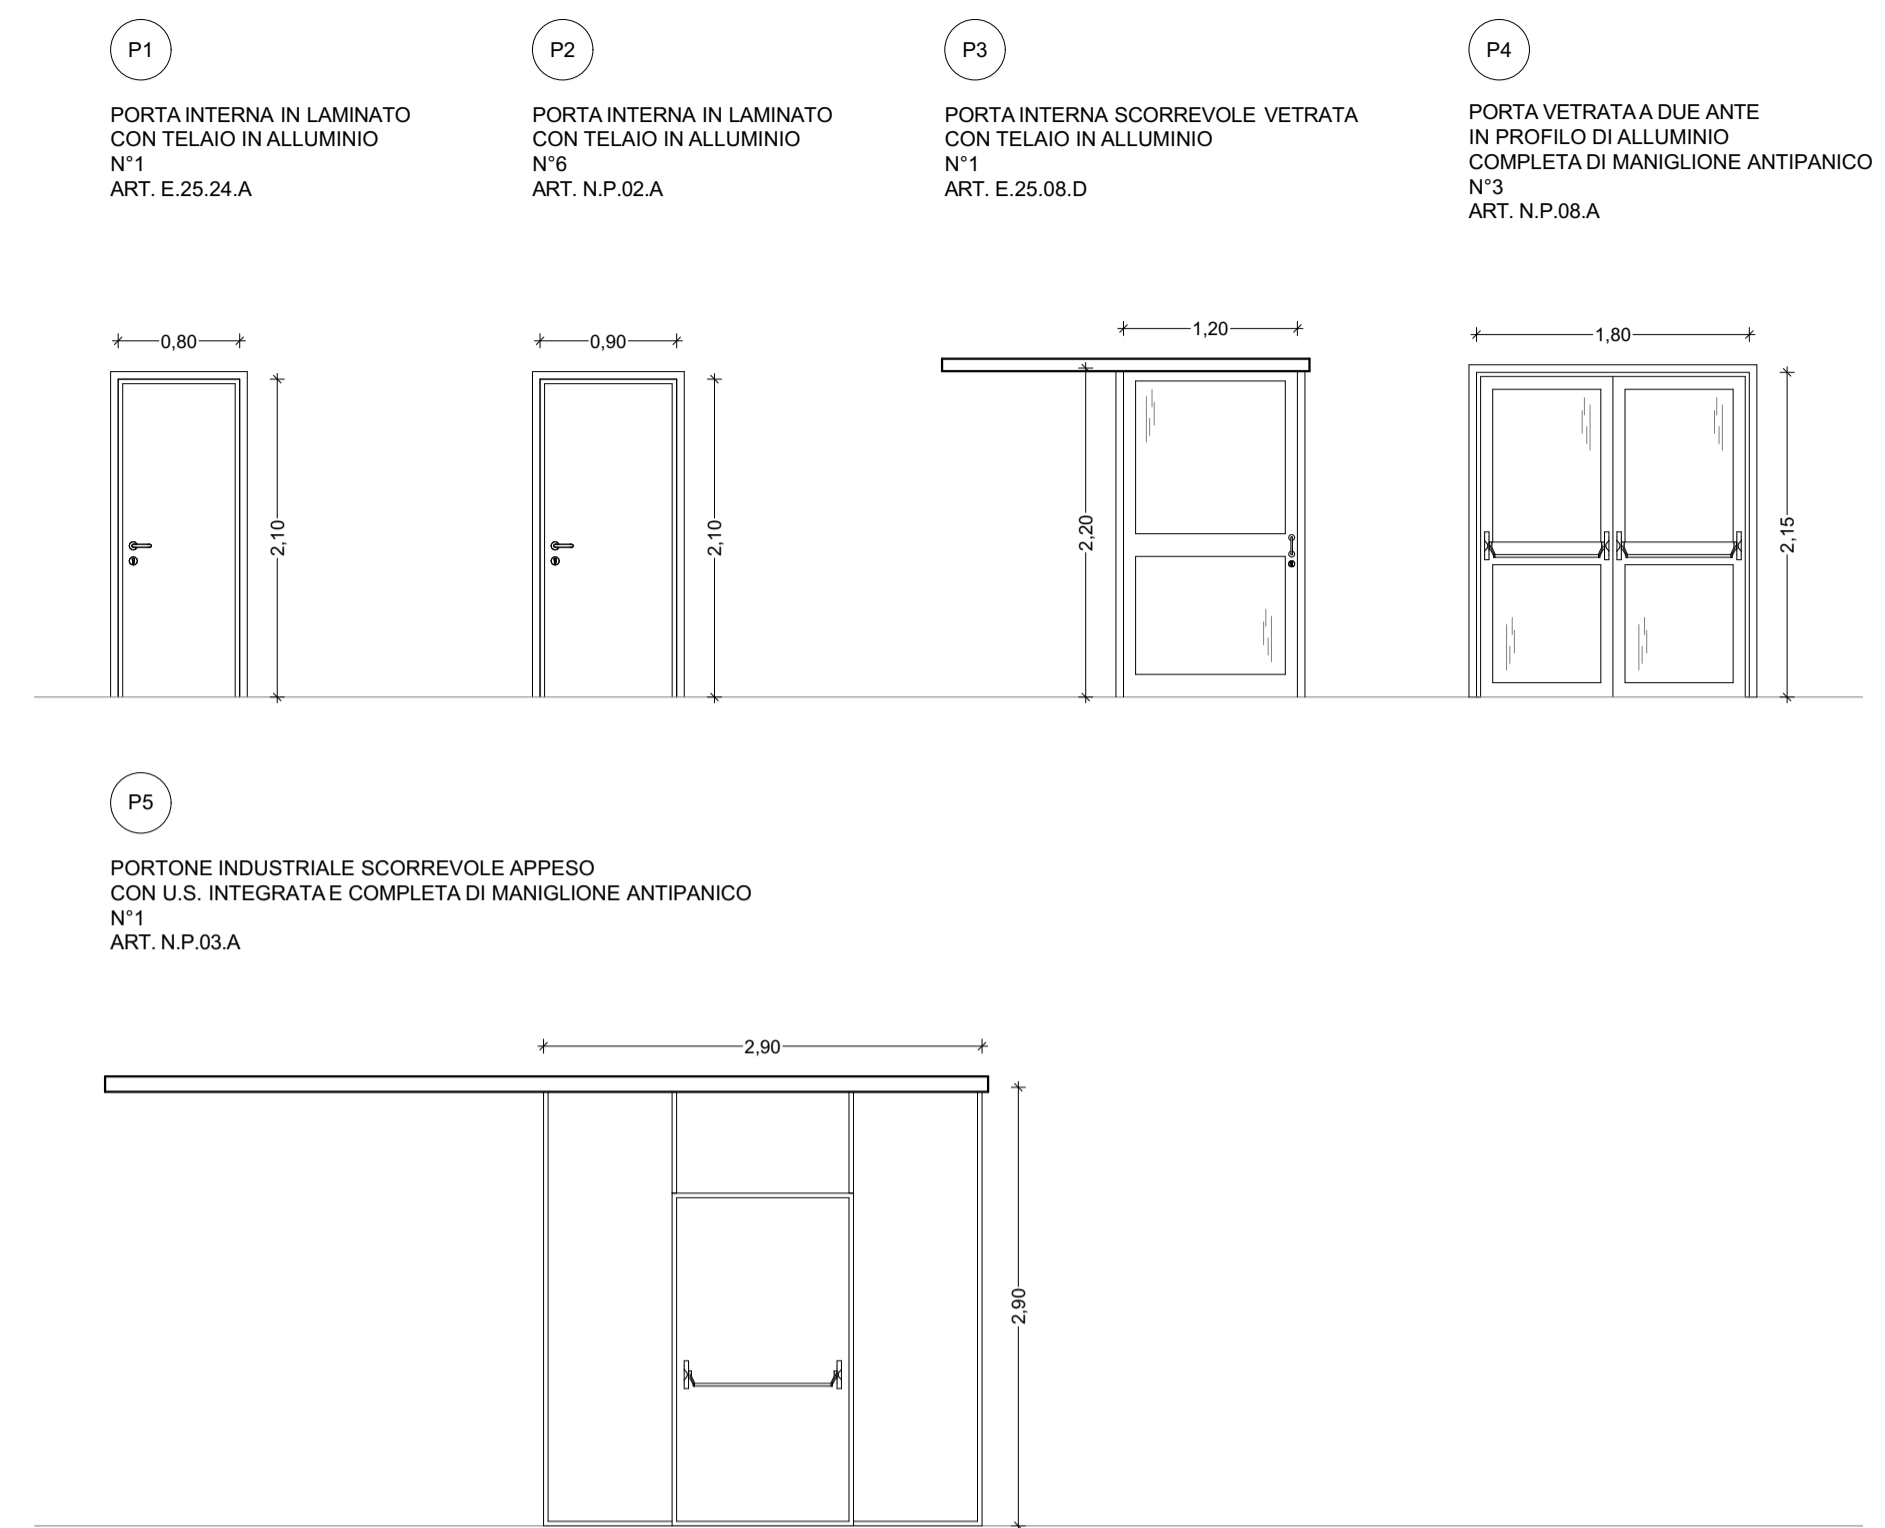 P1
PORTA INTERNA IN LAMINATO
CON TELAIO IN ALLUMINIO
N°1
ART. E.25.24.A
P2
PORTA INTERNA IN LAMINATO
CON TELAIO IN ALLUMINIO
N°6
ART. N.P.02.A
P3
PORTA INTERNA SCORREVOLE VETRATA
CON TELAIO IN ALLUMINIO
N°1
ART. E.25.08.D
P4
PORTA VETRATA A DUE ANTE
IN PROFILO DI ALLUMINIO
COMPLETA DI MANIGLIONE ANTIPANICO
N°3
ART. N.P.08.A
0,80
2,10
0,90
2,10
1,20
2,20
1,80
2,15
P5
PORTONE INDUSTRIALE SCORREVOLE APPESO
CON U.S. INTEGRATA E COMPLETA DI MANIGLIONE ANTIPANICO
N°1
ART. N.P.03.A
2,90
2,90